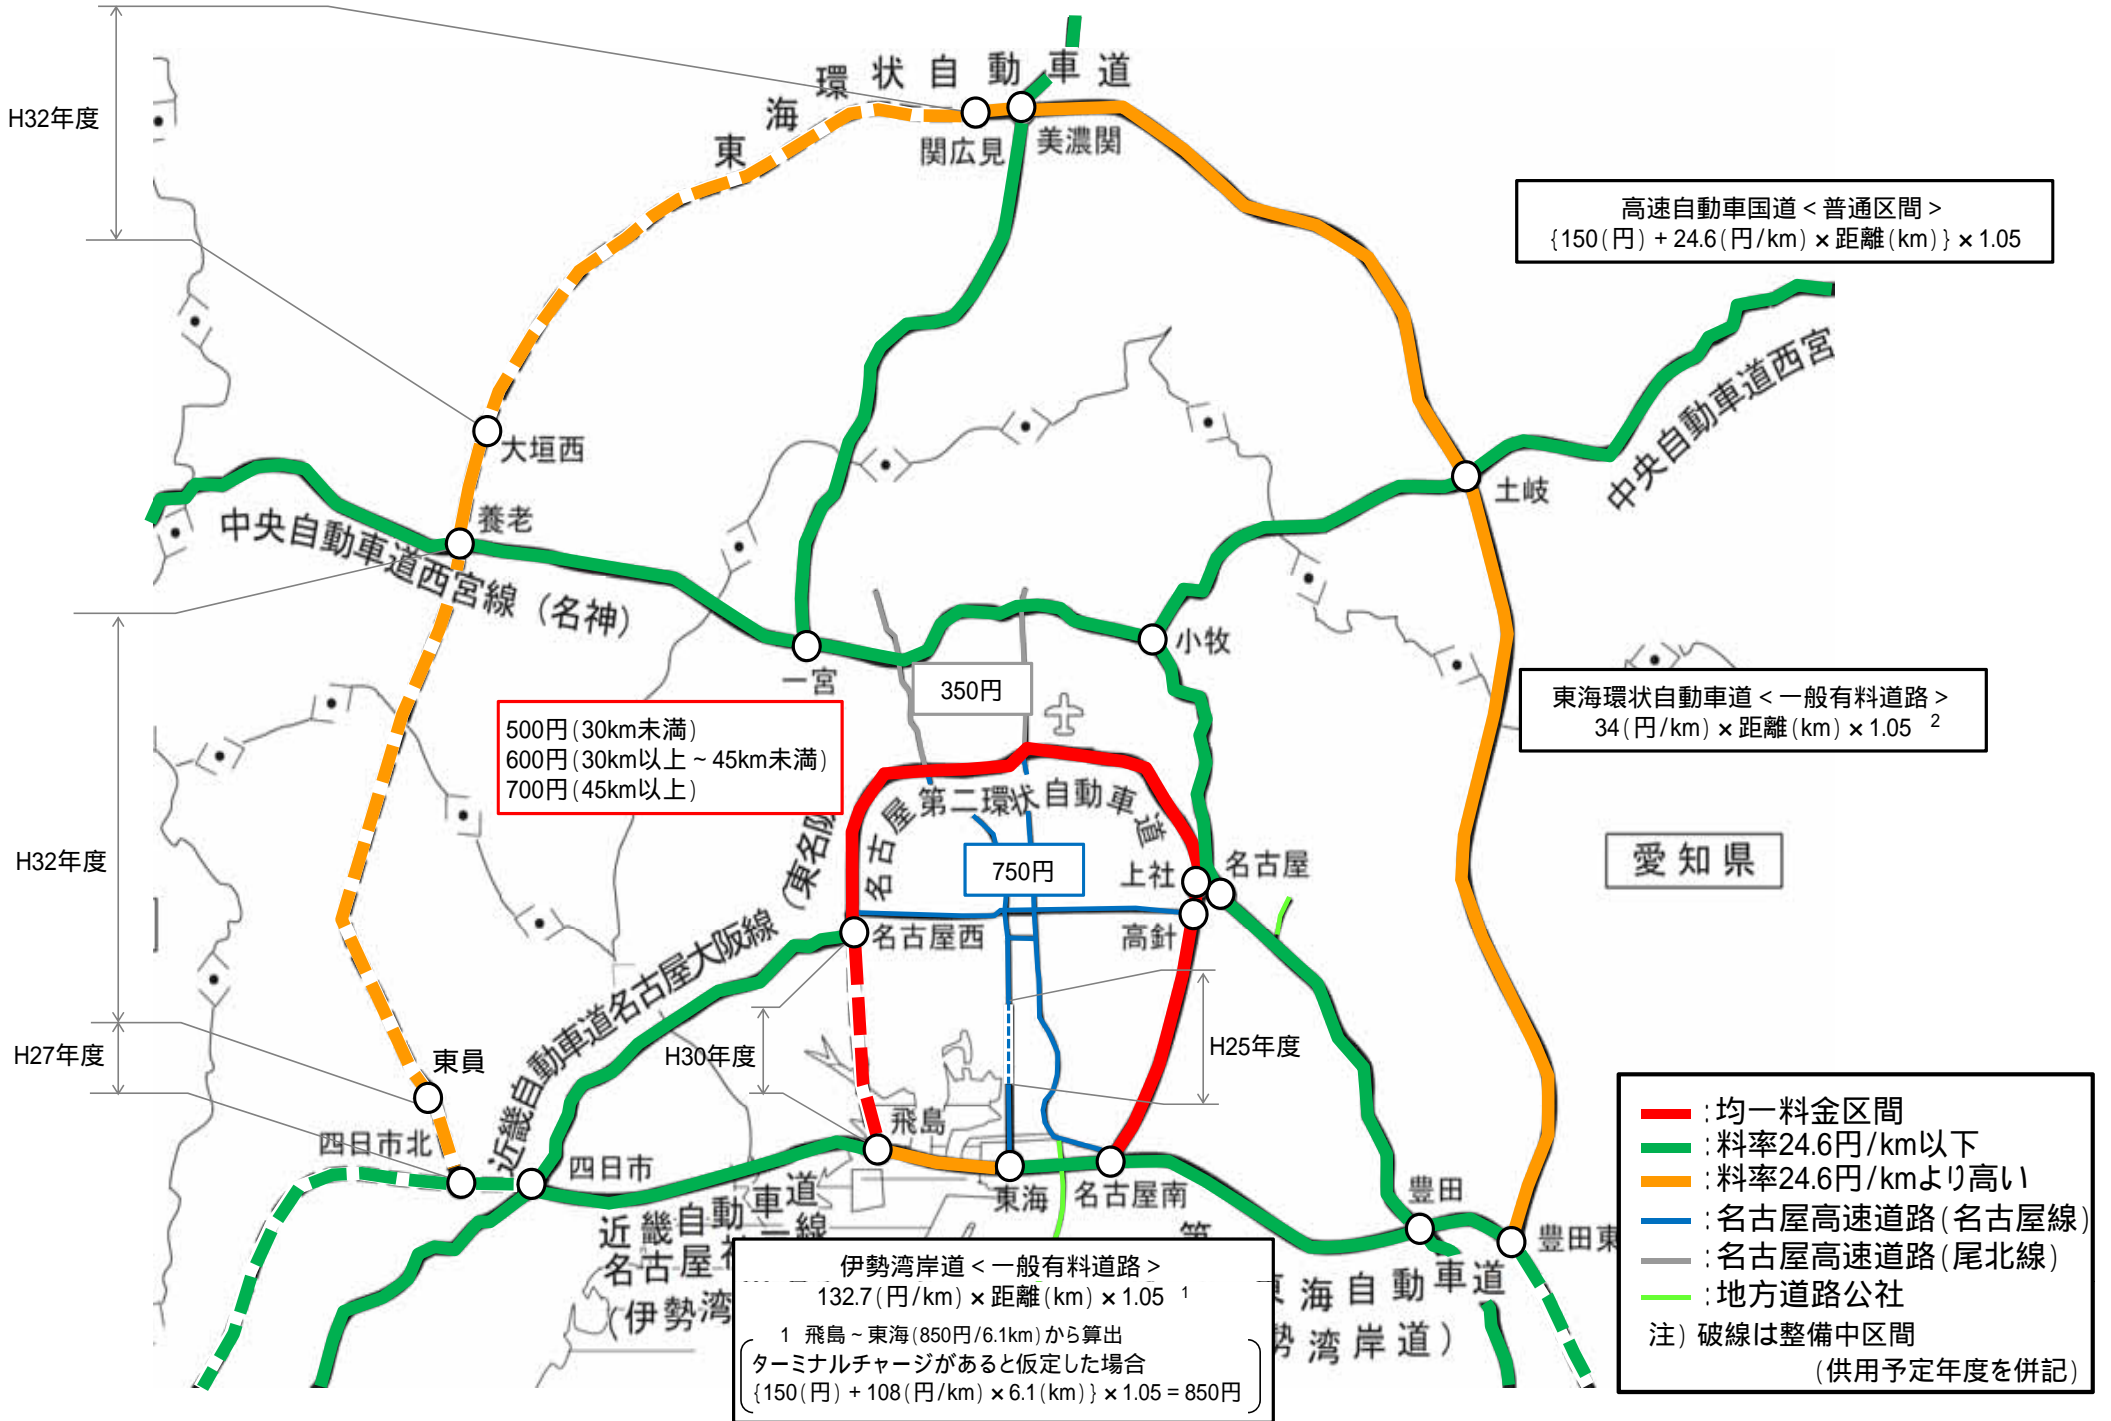 東海環状自動車道
H32年度
関広見
美濃関
高速自動車国道＜普通区間＞
{150(円)+24.6(円/km)×距離(km)}×1.05
中央自動車道西宮
大垣西
土岐
養老
中央自動車道西宮線（名神）
小牧
一宮
350円
東海環状自動車道＜一般有料道路＞
34(円/km)×距離(km)×1.05 2
500円(30km未満)
600円(30km以上~45km未満)
700円(45km以上)
名古屋第二環状自動車道
H32年度
750円
上社
名古屋
愛知県
名古屋西
高針
近畿自動車道名古屋大阪線（東名阪
H27年度
東員
H30年度
H25年度
飛島
四日市北
四日市
東海
名古屋南
豊田
豊田東
近畿自動車道
名古屋神 線
(伊勢湾
第
東海自動車道
勢湾岸道）
伊勢湾岸道＜一般有料道路＞
132.7(円/km)×距離(km)×1.05 1
1 飛島~東海(850円/6.1km)から算出
ターミナルチャージがあると仮定した場合
{150(円)+108(円/km)×6.1(km)}×1.05=850円
:均一料金区間
:料率24.6円/km以下
:料率24.6円/kmより高い
:名古屋高速道路(名古屋線)
:名古屋高速道路(尾北線)
:地方道路公社
注)破線は整備中区間
(供用予定年度を併記)